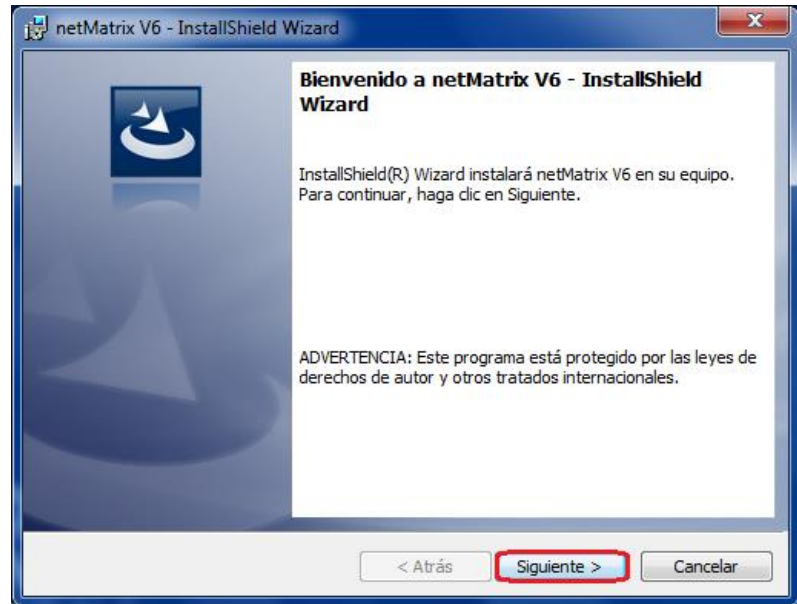 netMatrix V6 - InstallShield Wizard
Bienvenido a netMatrix V6 - InstallShield
Wizard
InstallShield(R) Wizard instalará netMatrix V6 en su equipo.
Para continuar, haga clic en Siguiente.
ADVERTENCIA: Este programa está protegido por las leyes de
derechos de autor y otros tratados internacionales.
< Atrás Siguiente > Cancelar